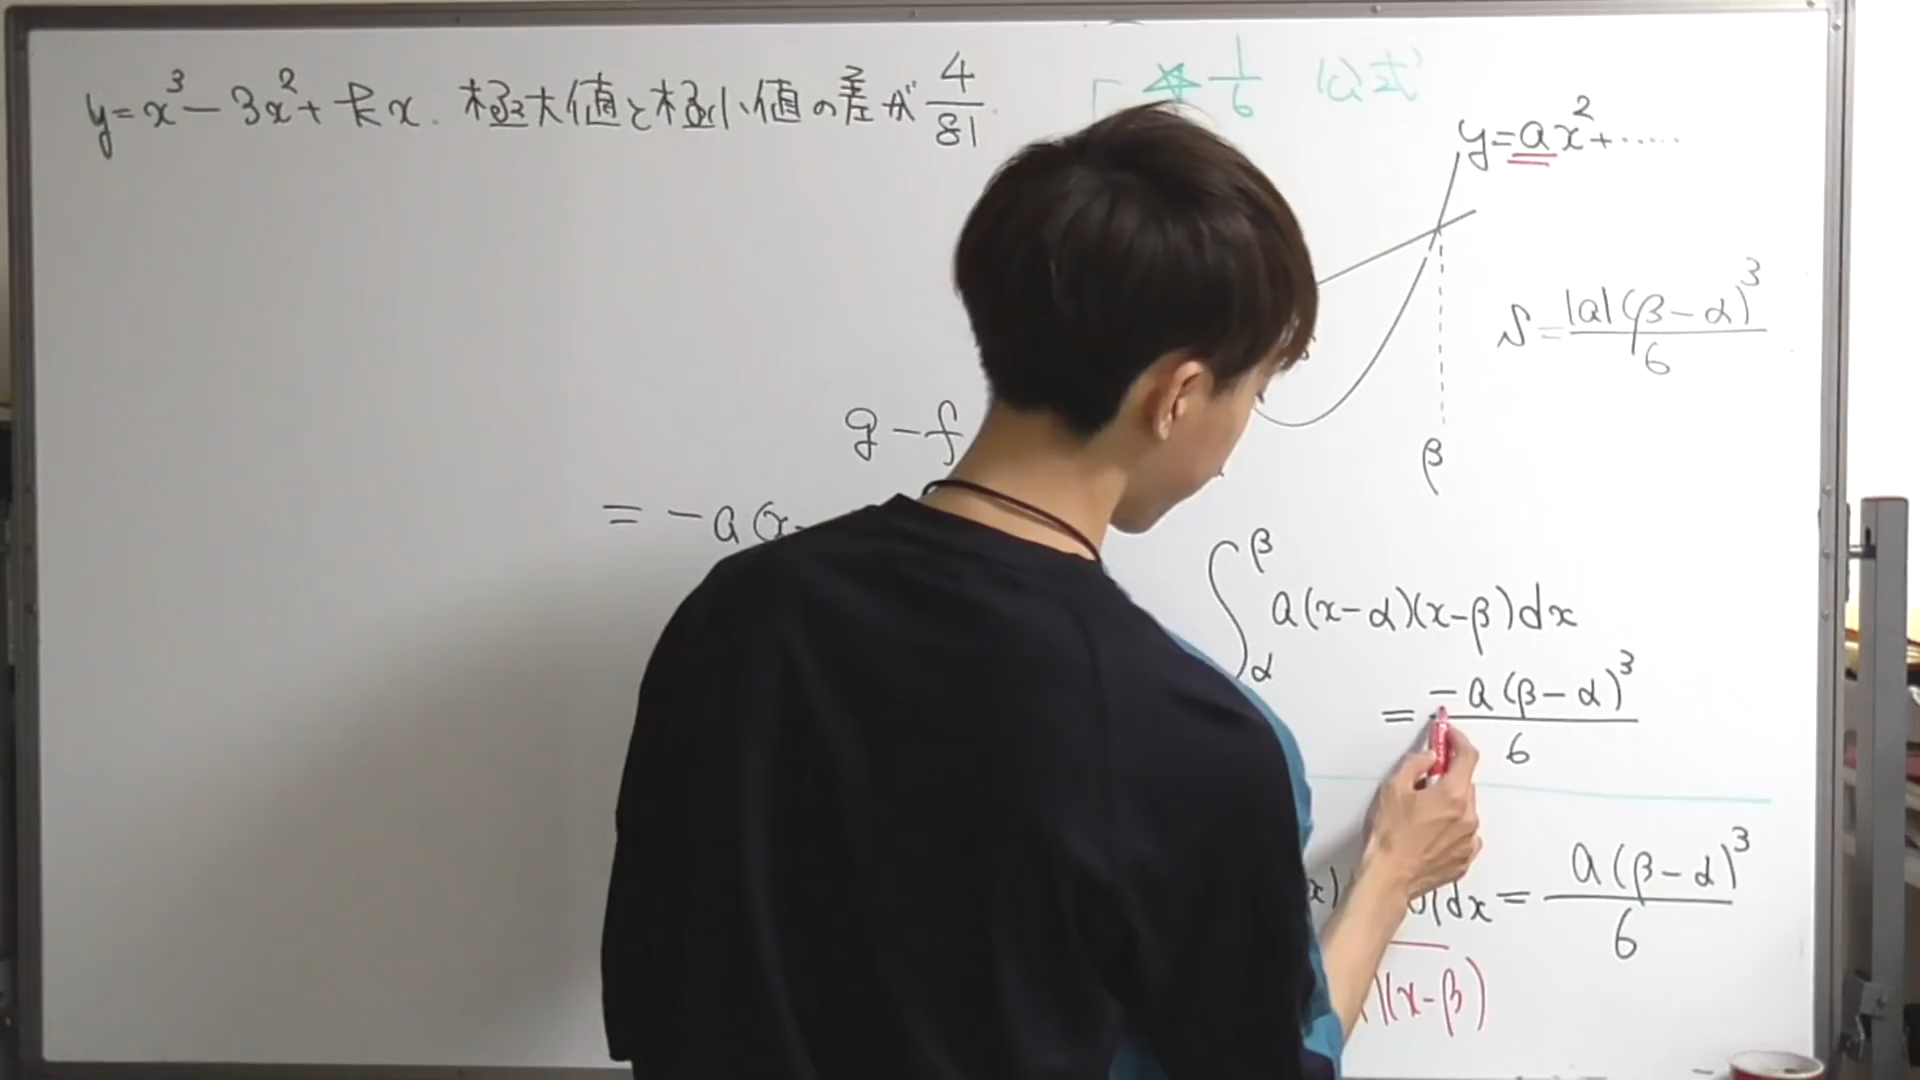 y=x³-3x²+kx. 極大値と極小値の差が 4/81
☆ 1/6 公式
y=ax²+……
S=|a|(β-α)³/6
β
g-f
=-a(x-
∫_α^β a(x-α)(x-β)dx
=-a(β-α)³/6
dx=a(β-α)³/6
)(x-β)